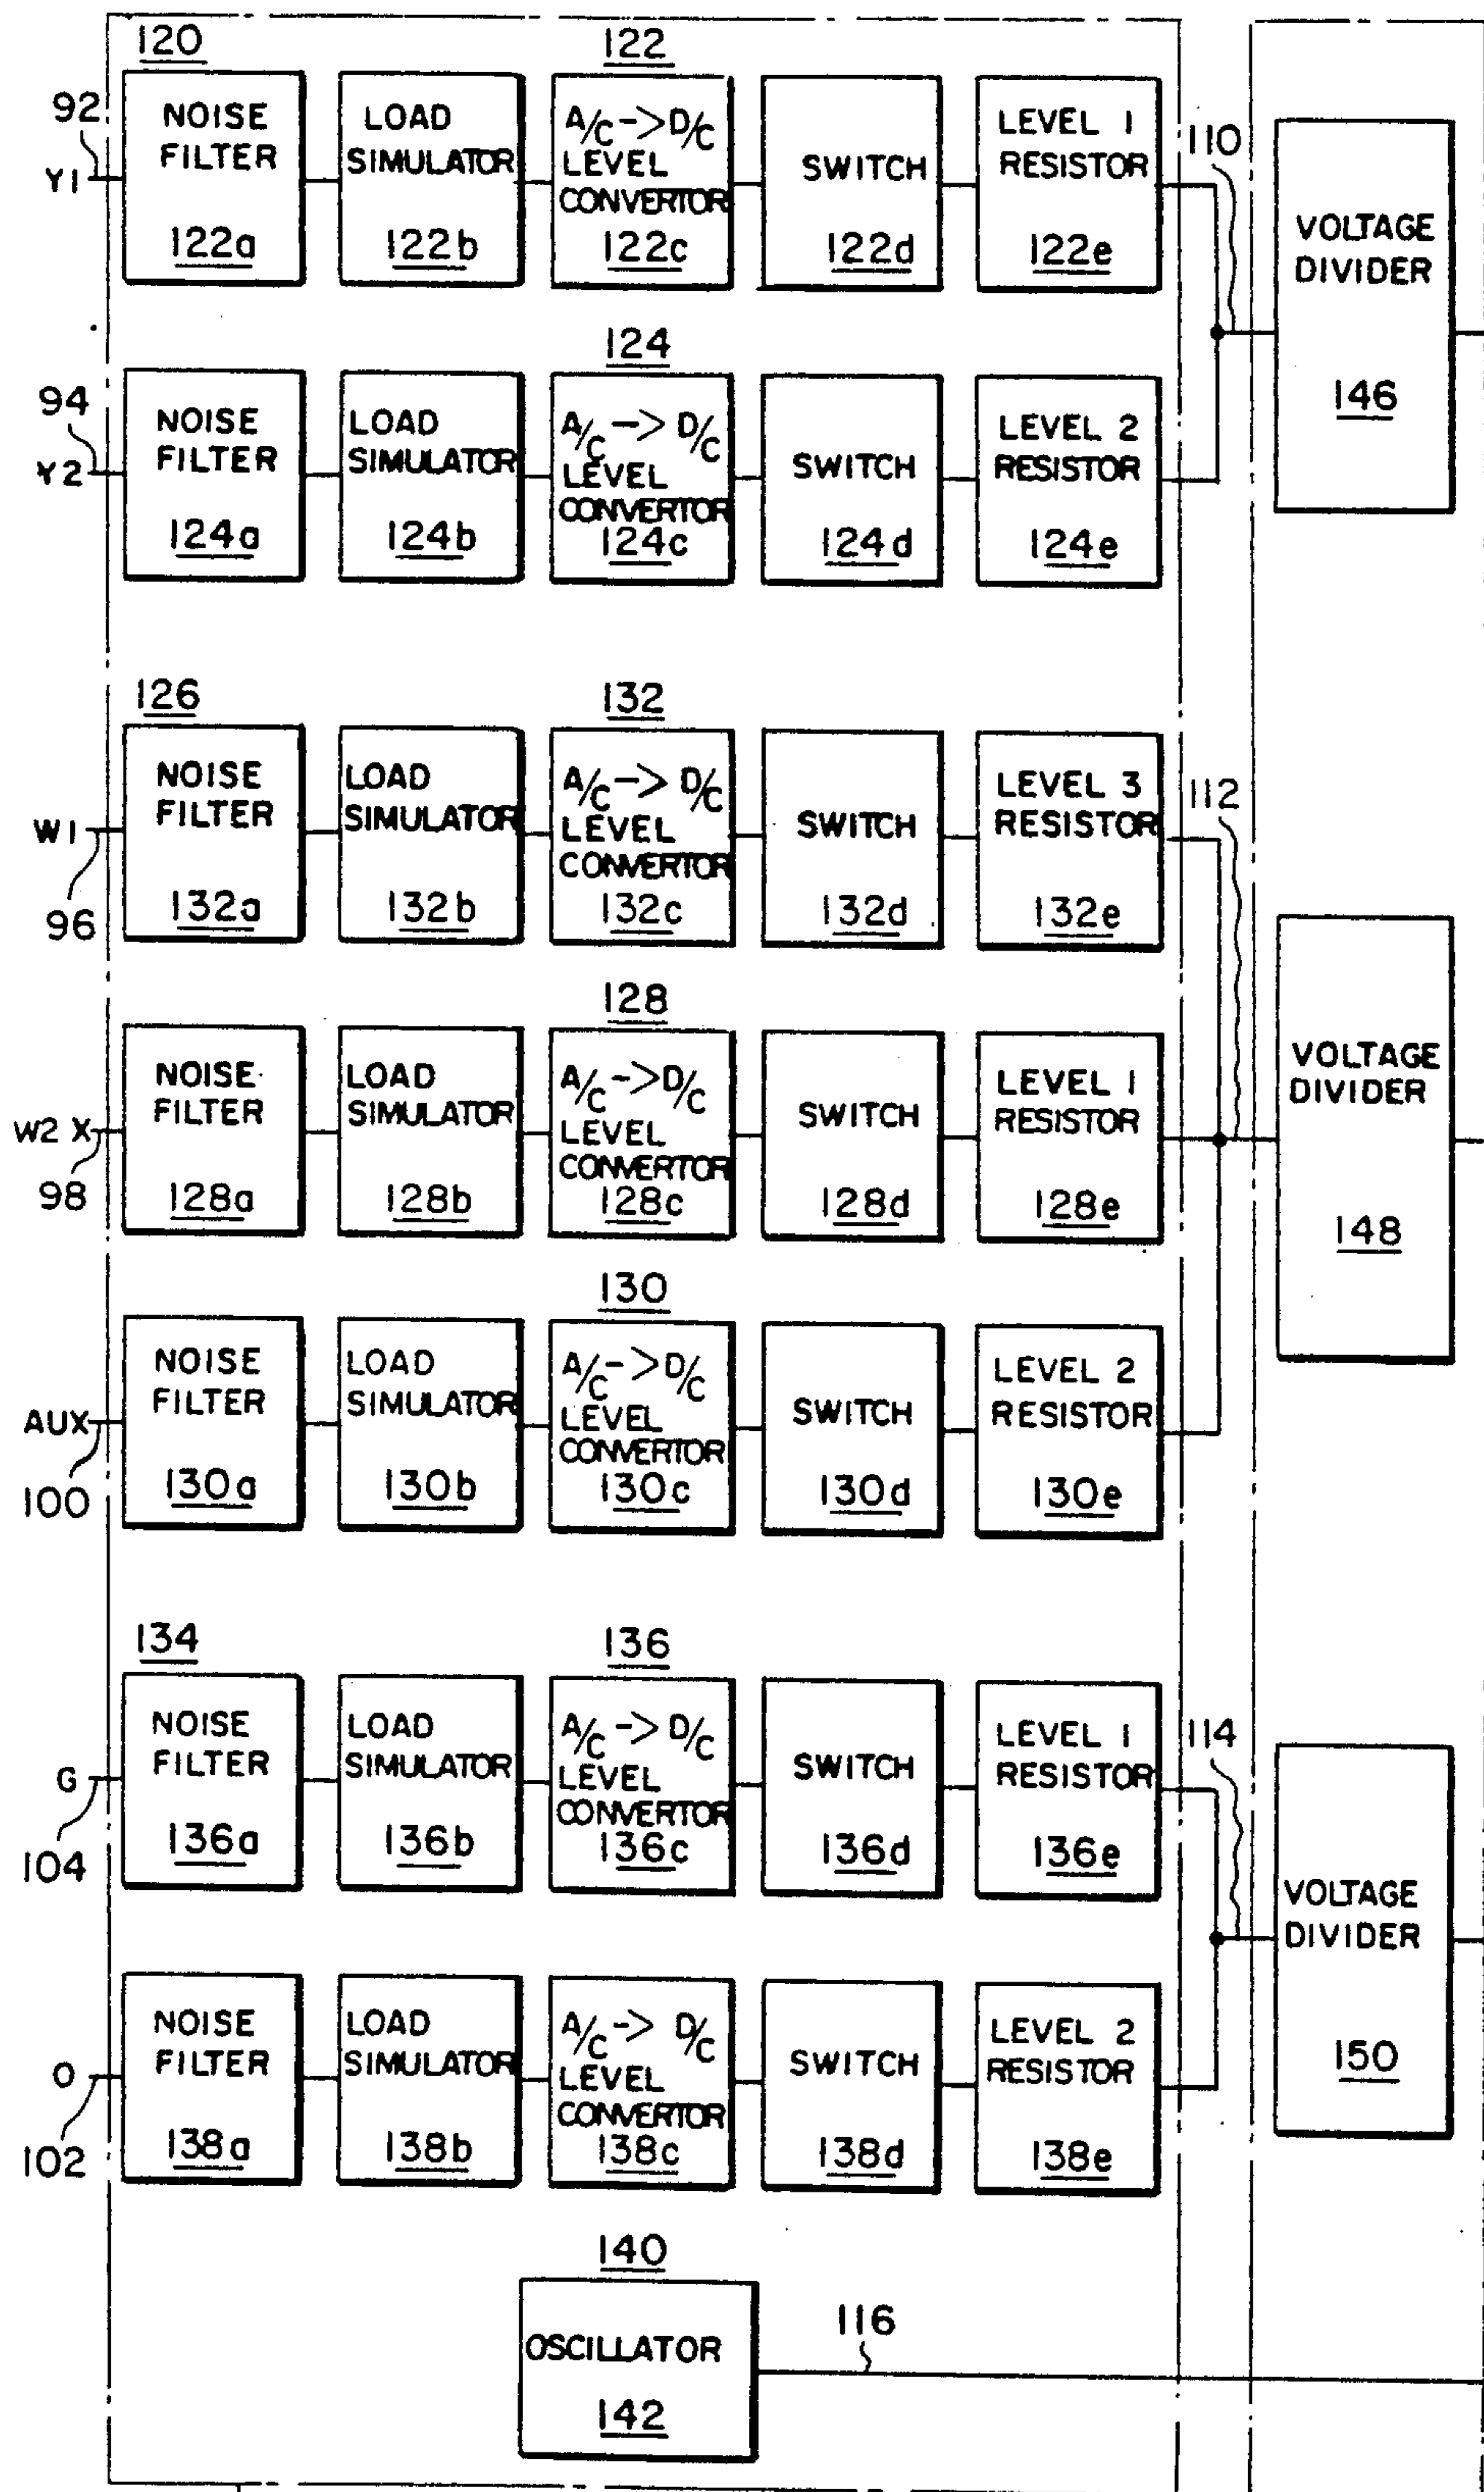 120
122
92
Y1
NOISE
FILTER
122a
LOAD
SIMULATOR
122b
A/C->D/C
LEVEL
CONVERTOR
122c
SWITCH
122d
LEVEL 1
RESISTOR
122e
110
VOLTAGE
DIVIDER
146
124
94
Y2
NOISE
FILTER
124a
LOAD
SIMULATOR
124b
A/C->D/C
LEVEL
CONVERTOR
124c
SWITCH
124d
LEVEL 2
RESISTOR
124e
126
132
W1
96
NOISE
FILTER
132a
LOAD
SIMULATOR
132b
A/C->D/C
LEVEL
CONVERTOR
132c
SWITCH
132d
LEVEL 3
RESISTOR
132e
112
VOLTAGE
DIVIDER
148
128
W2 X
98
NOISE
FILTER
128a
LOAD
SIMULATOR
128b
A/C->D/C
LEVEL
CONVERTOR
128c
SWITCH
128d
LEVEL 1
RESISTOR
128e
130
AUX
100
NOISE
FILTER
130a
LOAD
SIMULATOR
130b
A/C->D/C
LEVEL
CONVERTOR
130c
SWITCH
130d
LEVEL 2
RESISTOR
130e
134
136
G
104
NOISE
FILTER
136a
LOAD
SIMULATOR
136b
A/C->D/C
LEVEL
CONVERTOR
136c
SWITCH
136d
LEVEL 1
RESISTOR
136e
114
VOLTAGE
DIVIDER
150
O
102
NOISE
FILTER
138a
LOAD
SIMULATOR
138b
A/C->D/C
LEVEL
CONVERTOR
138c
SWITCH
138d
LEVEL 2
RESISTOR
138e
140
OSCILLATOR
142
116